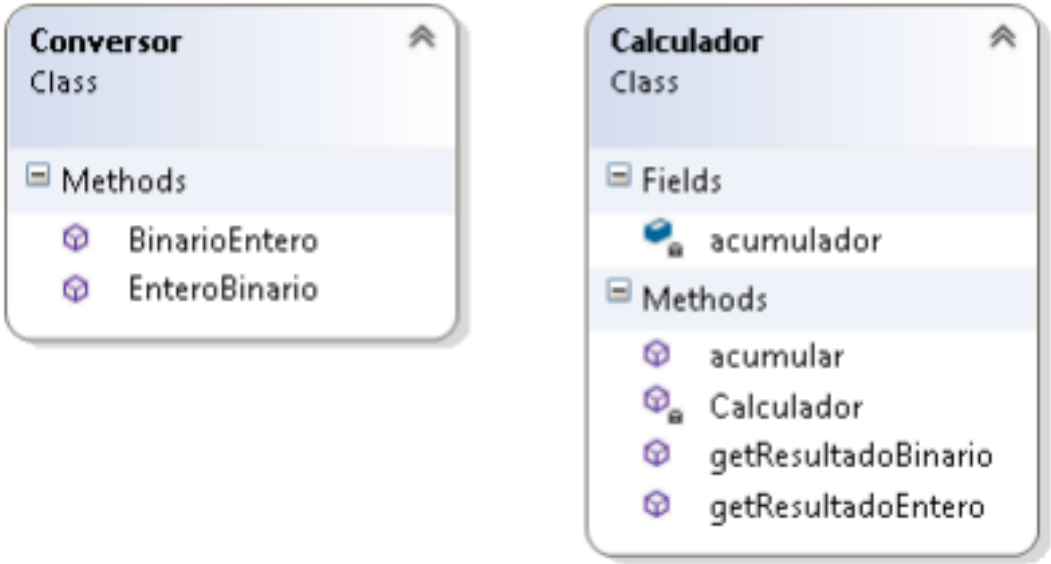 Conversor
Class
Methods
BinarioEntero
EnteroBinario
Calculador
Class
Fields
acumulador
Methods
acumular
Calculador
getResultadoBinario
getResultadoEntero